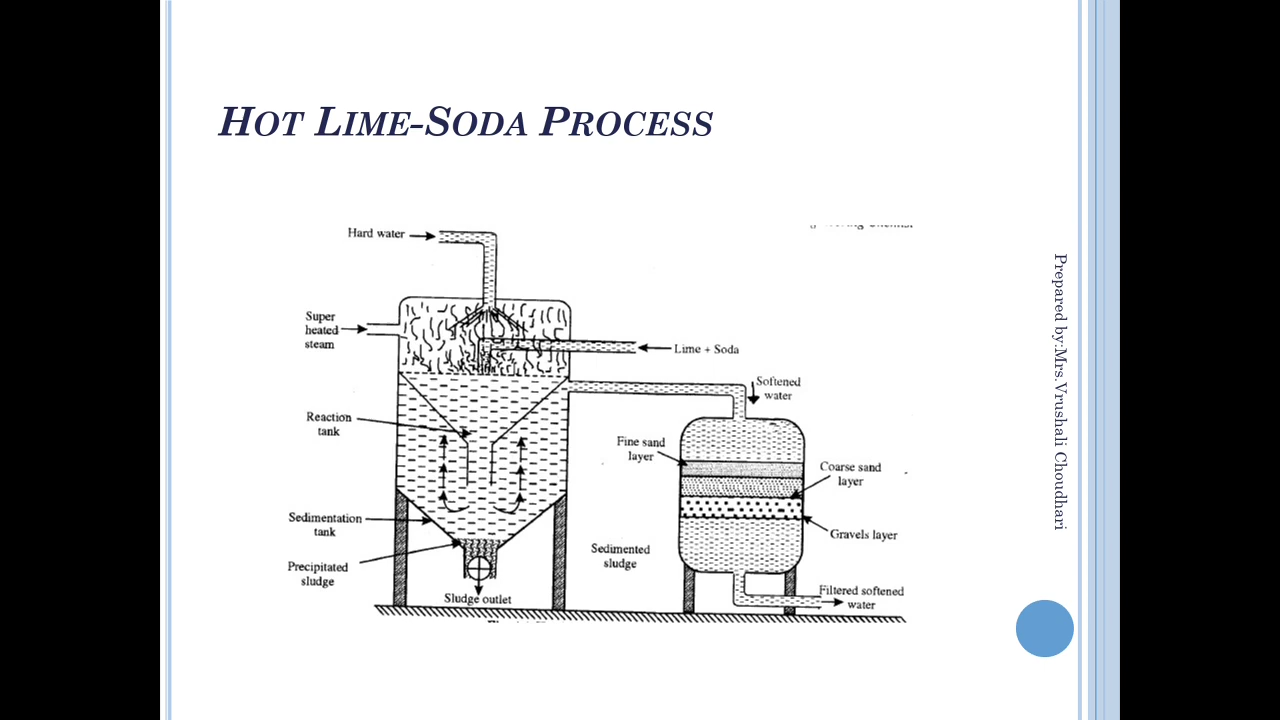 HOT LIME-SODA PROCESS
Hard water
Super
heated
steam
Lime + Soda
Softened
water
Reaction
tank
Fine sand
layer
Coarse sand
layer
Sedimentation
tank
Gravels layer
Precipitated
sludge
Sedimented
sludge
Sludge outlet
Filtered softened
water
Prepared by:Mrs.Vrushali Choudhari